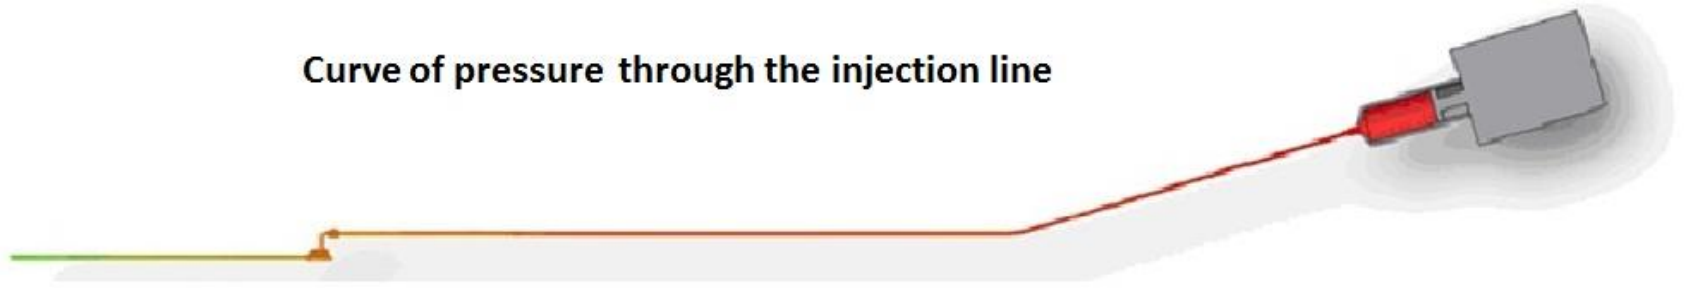 Curve of pressure through the injection line